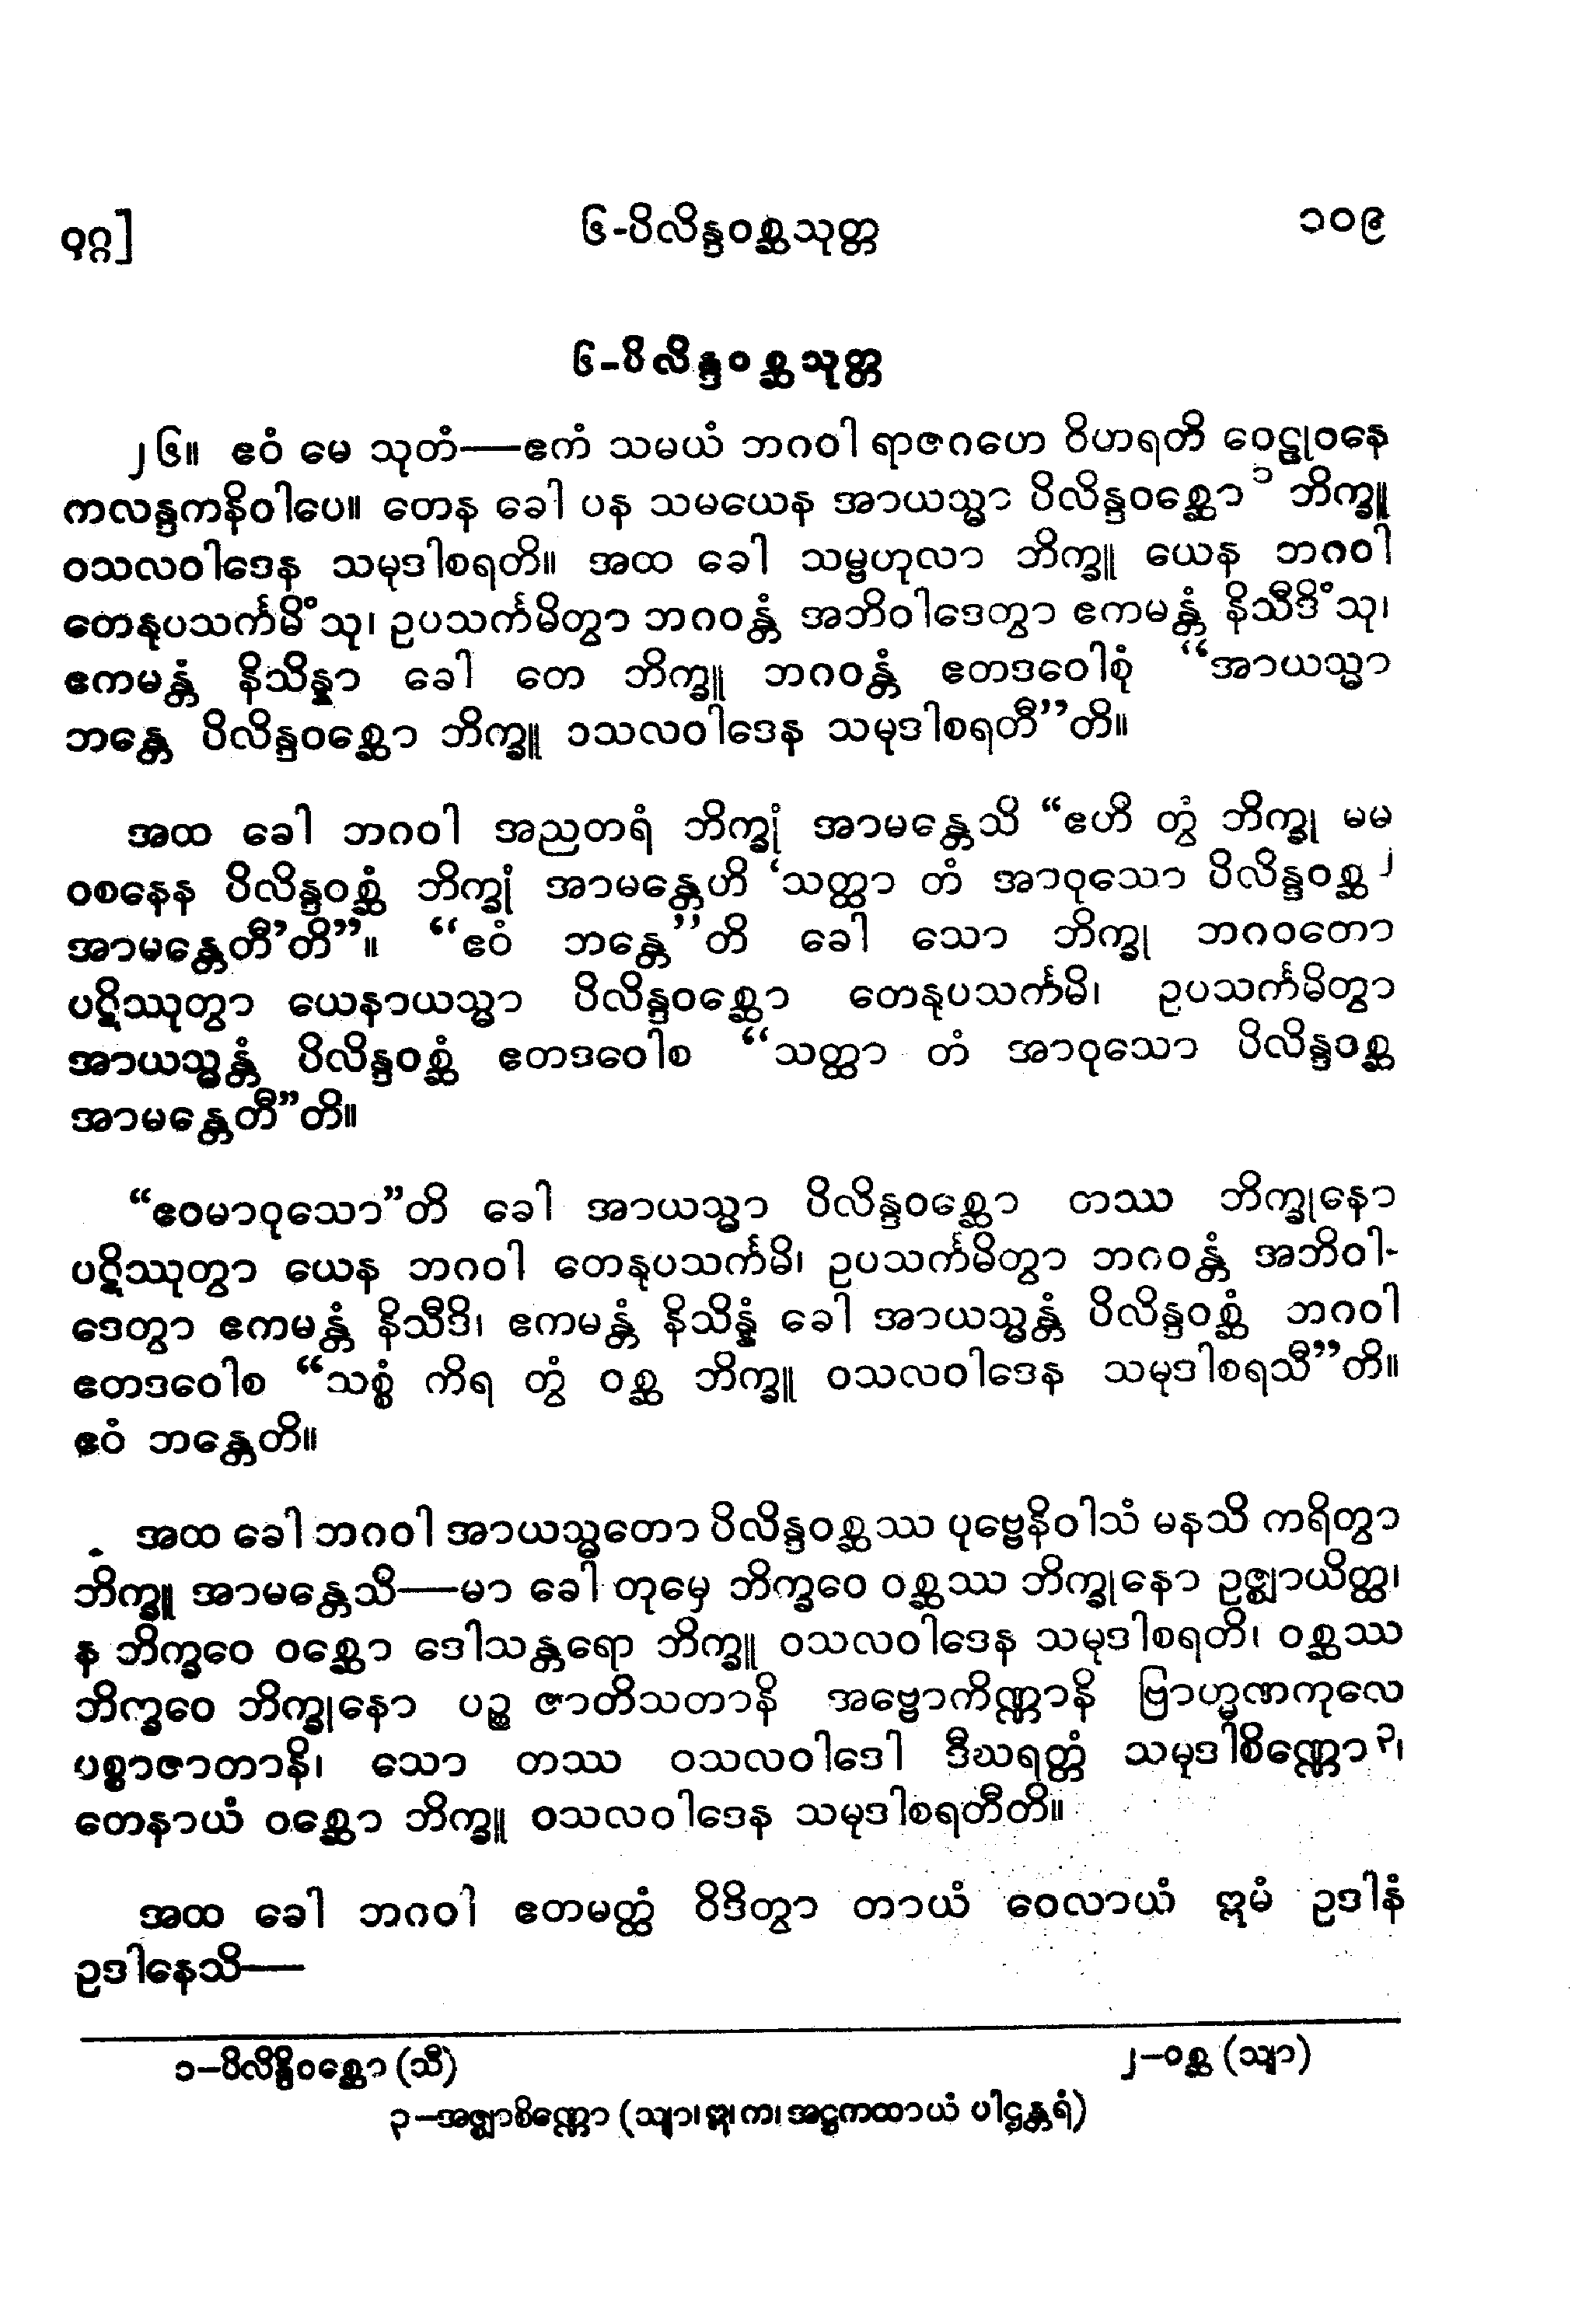 ၃ဂ္ဂ]
၆-ပိလိန္ဒဝစ္ဆသုတ္တ
၁၀၉
၆-ပိလိန္ဒဝစ္ဆသုတ္တ
၂၆။ ဧဝံ မေ သုတံ—ဧကံ သမယံ ဘဂဝါ ရာဇဂဟေ ဝိဟရတိ ဝေဠုဝနေ
ကလန္ဒကနိဝါပေ။ တေန ခေါ ပန သမယေန အာယသ္မာ ပိလိန္ဒဝစ္ဆော ၁ ဘိက္ခူ
ဝသလဝါဒေန သမုဒါစရတိ။ အထ ခေါ သမ္ဗဟုလာ ဘိက္ခူ ယေန ဘဂဝါ
တေနုပသင်္ကမိံသု၊ ဥပသင်္ကမိတွာ ဘဂဝန္တံ အဘိဝါဒေတွာ ဧကမန္တံ နိသီဒိံသု၊
ဧကမန္တံ နိသိန္နာ ခေါ တေ ဘိက္ခူ ဘဂဝန္တံ ဧတဒဝေါစုံ “အာယသ္မာ
ဘန္တေ ပိလိန္ဒဝစ္ဆော ဘိက္ခူ ဝသလဝါဒေန သမုဒါစရတီ”တိ။
အထ ခေါ ဘဂဝါ အညတရံ ဘိက္ခုံ အာမန္တေသိ “ဧဟိ တွံ ဘိက္ခု မမ
ဝစနေန ပိလိန္ဒဝစ္ဆံ ဘိက္ခုံ အာမန္တေဟိ ‘သတ္ထာ တံ အာဝုသော ပိလိန္ဒဝစ္ဆ ၂
အာမန္တေတီ’တိ”။ “ဧဝံ ဘန္တေ”တိ ခေါ သော ဘိက္ခု ဘဂဝတော
ပဋိဿုတွာ ယေနာယသ္မာ ပိလိန္ဒဝစ္ဆော တေနုပသင်္ကမိ၊ ဥပသင်္ကမိတွာ
အာယသ္မန္တံ ပိလိန္ဒဝစ္ဆံ ဧတဒဝေါစ “သတ္ထာ တံ အာဝုသော ပိလိန္ဒဝစ္ဆ
အာမန္တေတီ”တိ။
“ဧဝမာဝုသော”တိ ခေါ အာယသ္မာ ပိလိန္ဒဝစ္ဆော တဿ ဘိက္ခုနော
ပဋိဿုတွာ ယေန ဘဂဝါ တေနုပသင်္ကမိ၊ ဥပသင်္ကမိတွာ ဘဂဝန္တံ အဘိဝါ-
ဒေတွာ ဧကမန္တံ နိသီဒိ၊ ဧကမန္တံ နိသိန္နံ ခေါ အာယသ္မန္တံ ပိလိန္ဒဝစ္ဆံ ဘဂဝါ
ဧတဒဝေါစ “သစ္စံ ကိရ တွံ ဝစ္ဆ ဘိက္ခူ ဝသလဝါဒေန သမုဒါစရသီ”တိ။
ဧဝံ ဘန္တေတိ။
အထ ခေါ ဘဂဝါ အာယသ္မတော ပိလိန္ဒဝစ္ဆဿ ပုဗ္ဗေနိဝါသံ မနသိ ကရိတွာ
ဘိက္ခူ အာမန္တေသိ—မာ ခေါ တုမှေ ဘိက္ခဝေ ဝစ္ဆဿ ဘိက္ခုနော ဥဇ္ဈာယိတ္ထ၊
န ဘိက္ခဝေ ဝစ္ဆော ဒေါသန္တရော ဘိက္ခူ ဝသလဝါဒေန သမုဒါစရတိ၊ ဝစ္ဆဿ
ဘိက္ခဝေ ဘိက္ခုနော ပဉ္စ ဇာတိသတာနိ အဗ္ဗောကိဏ္ဏာနိ ဗြာဟ္မဏကုလေ
ပစ္စာဇာတာနိ၊ သော တဿ ဝသလဝါဒေါ ဒီဃရတ္တံ သမုဒါစိဏ္ဏော ၃၊
တေနာယံ ဝစ္ဆော ဘိက္ခူ ဝသလဝါဒေန သမုဒါစရတီတိ။
အထ ခေါ ဘဂဝါ ဧတမတ္ထံ ဝိဒိတွာ တာယံ ဝေလာယံ ဣမံ ဥဒါနံ
ဥဒါနေသိ—
၁–ပိလိန္ဒိဝစ္ဆော (သီ)
၂–ဝစ္ဆ (သျာ)
၃–အဇ္ဈာစိဏ္ဏော (သျာ၊ ဣ၊ က၊ အဋ္ဌကထာယံ ပါဌန္တရံ)